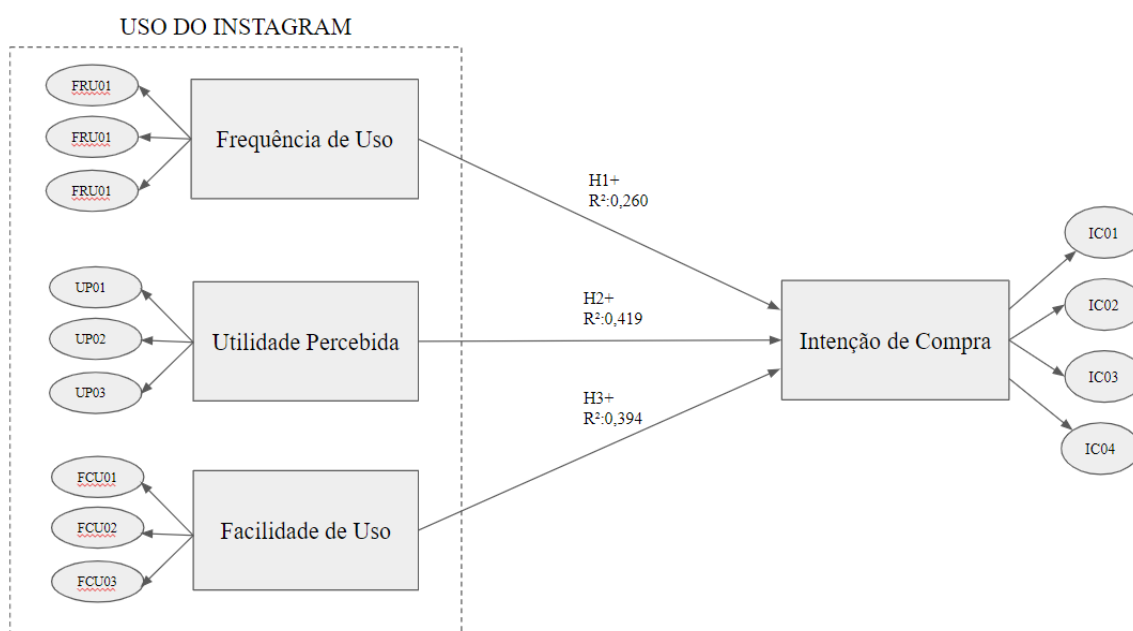 USO DO INSTAGRAM
FRU01
FRU01
FRU01
Frequência de Uso
H1+
R²:0,260
UP01
UP02
UP03
Utilidade Percebida
H2+
R²:0,419
FCU01
FCU02
FCU03
Facilidade de Uso
H3+
R²:0,394
Intenção de Compra
IC01
IC02
IC03
IC04